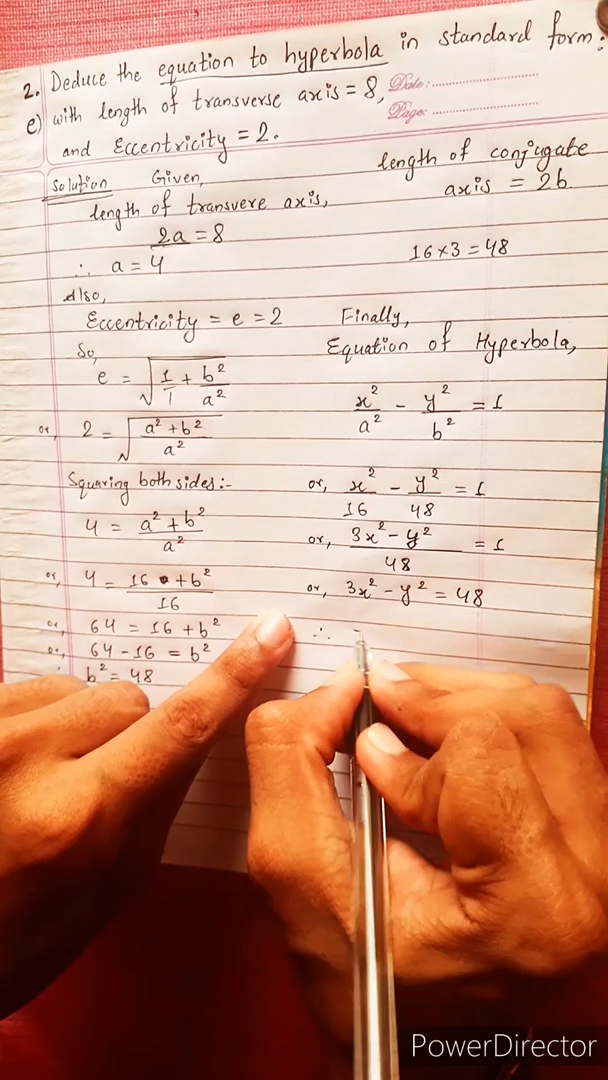 2. Deduce the equation to hyperbola in standard form:
e) with length of transverse axis = 8,
Date:
Page:
and Eccentricity = 2.
Solution Given,
length of transvere axis,
2a = 8
∴ a = 4
Also,
Eccentricity = e = 2
So,
e = √(1/1 + b²/a²)
or, 2 = √((a² + b²)/a²)
Squaring both sides:-
4 = (a² + b²)/a²
or, 4 = (16 + b²)/16
or, 64 = 16 + b²
or, 64 - 16 = b²
b² = 48
length of conjugate
axis = 2b
16 × 3 = 48
Finally,
Equation of Hyperbola,
x²/a² - y²/b² = 1
or, x²/16 - y²/48 = 1
or, (3x² - y²)/48 = 1
or, 3x² - y² = 48
∴
PowerDirector